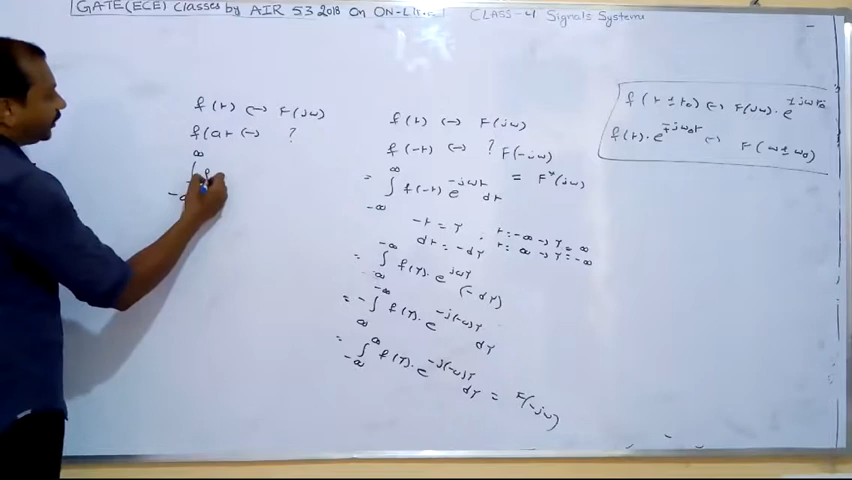 GATE(ECE) Classes by AIR 53 2018 On ON-Li
CLASS-4 Signals Systems
f(t) ↔ F(jω)
f(at ↔ ?
∞
∫ f
-∞
f(t) ↔ F(jω)
f(-t) ↔ ? F(-jω)
= ∫_{-∞}^{∞} f(-t) e^{-jωt} dt = F*(jω)
-t = γ , t: -∞ → γ = ∞
dt = -dγ t: ∞ → γ = -∞
= ∫_{∞}^{-∞} f(γ). e^{jωγ} (-dγ)
= - ∫_{∞}^{-∞} f(γ). e^{-j(-ω)γ} dγ
= ∫_{-∞}^{∞} f(γ). e^{-j(-ω)γ} dγ = F(-jω)
f(t ± t₀) ↔ F(jω). e^{±jωt₀}
f(t). e^{∓jω₀t} ↔ F(ω ± ω₀)